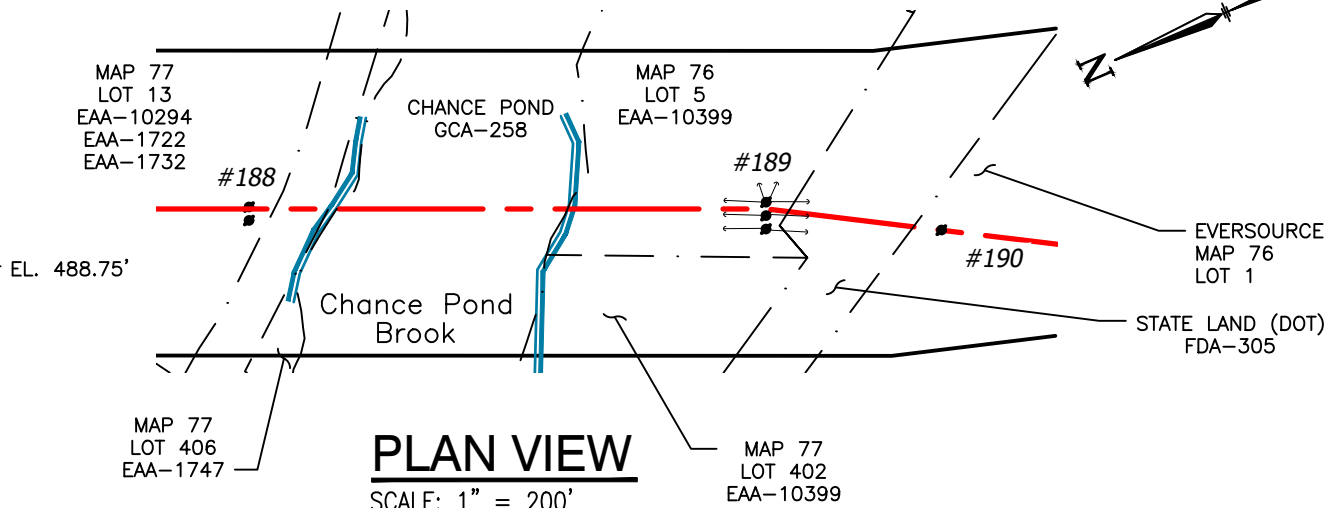 N
MAP 77
LOT 13
EAA-10294
EAA-1722
EAA-1732
CHANCE POND
GCA-258
MAP 76
LOT 5
EAA-10399
#188
#189
#190
EVERSOURCE
MAP 76
LOT 1
EL. 488.75'
Chance Pond
Brook
STATE LAND (DOT)
FDA-305
MAP 77
LOT 406
EAA-1747
PLAN VIEW
SCALE: 1" = 200'
MAP 77
LOT 402
EAA-10399